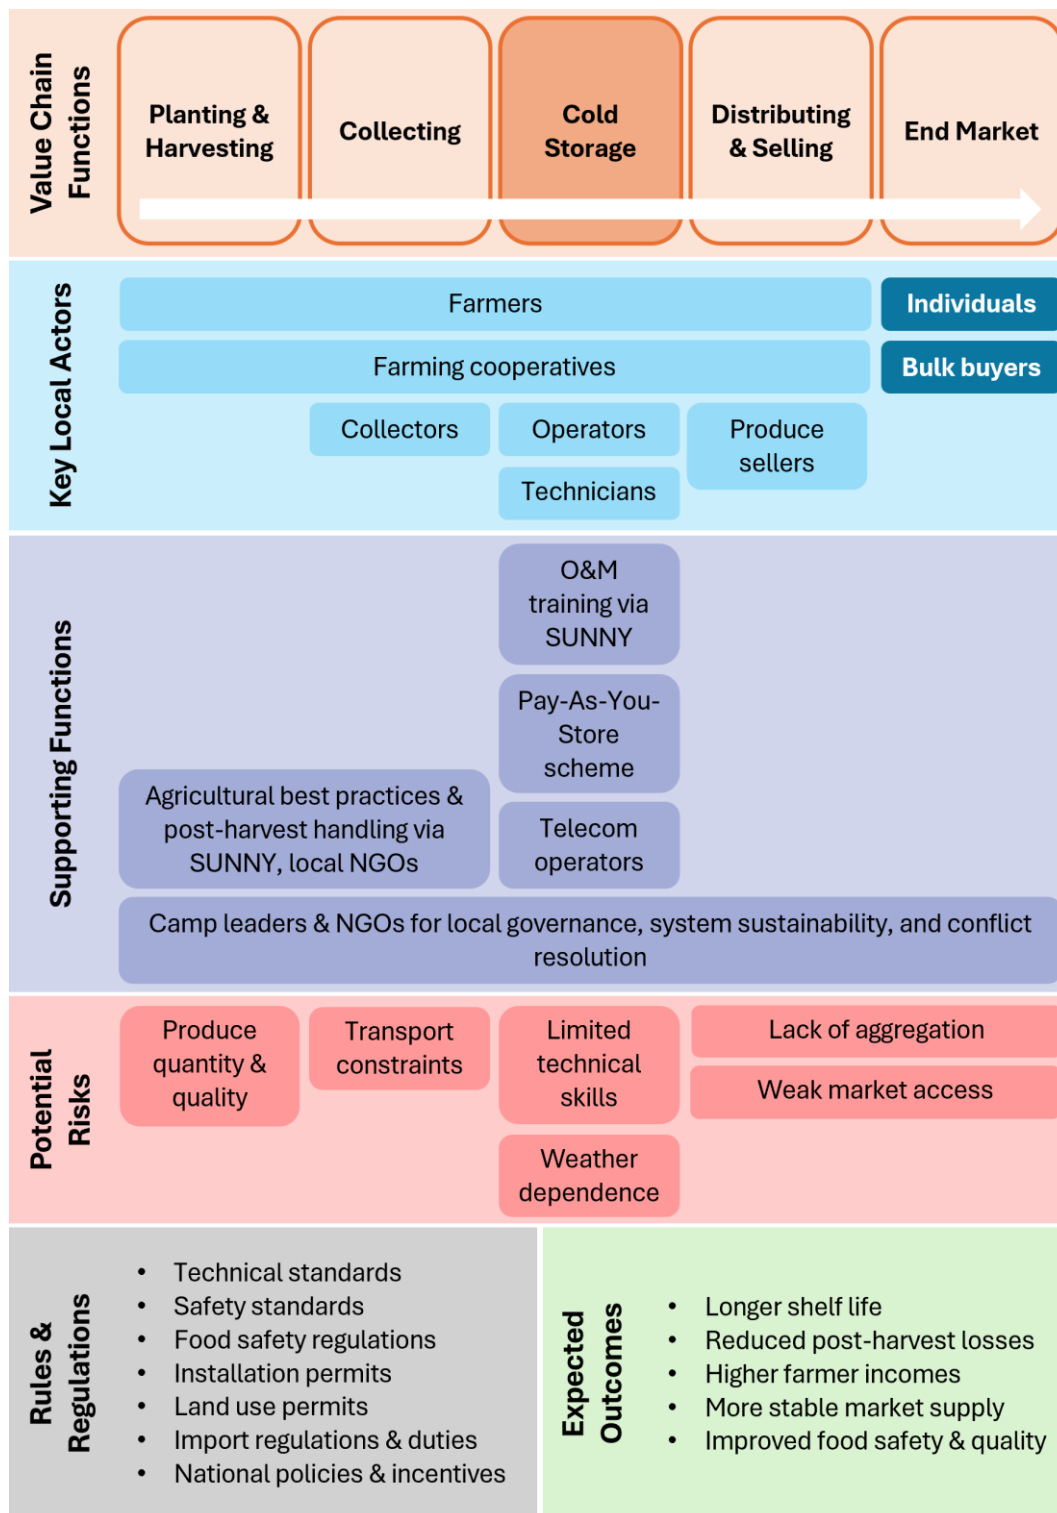 Value Chain
Functions
Planting &
Harvesting
Collecting
Cold
Storage
Distributing
& Selling
End Market
Key Local Actors
Farmers
Individuals
Farming cooperatives
Bulk buyers
Collectors
Operators
Produce
sellers
Technicians
Supporting Functions
O&M
training via
SUNNY
Pay-As-You-
Store
scheme
Agricultural best practices &
post-harvest handling via
SUNNY, local NGOs
Telecom
operators
Camp leaders & NGOs for local governance, system sustainability, and conflict
resolution
Potential
Risks
Produce
quantity &
quality
Transport
constraints
Limited
technical
skills
Lack of aggregation
Weak market access
Weather
dependence
Rules &
Regulations
• Technical standards
• Safety standards
• Food safety regulations
• Installation permits
• Land use permits
• Import regulations & duties
• National policies & incentives
Expected
Outcomes
• Longer shelf life
• Reduced post-harvest losses
• Higher farmer incomes
• More stable market supply
• Improved food safety & quality